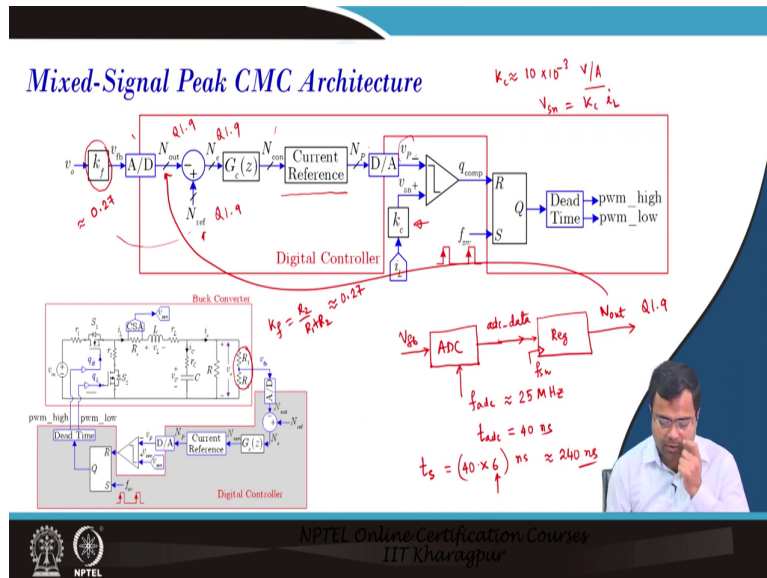 Mixed-Signal Peak CMC Architecture
K_c ≈ 10 × 10^-3 V/A
V_sn = K_c i_L
v_o k_f v_fb A/D N_out N_e G_c(z) N_con Current Reference N_p D/A v_p - v_sn + q_comp R S Q Dead Time pwm_high pwm_low
Q1.9 Q1.9
≈ 0.27
N_ref Q1.9
k_c
f_sw
i_L
Digital Controller
K_f = R_2/(R_1+R_2) ≈ 0.27
V_fb ADC adc-data Reg N_out Q1.9
f_sw
f_adc ≈ 25 MHz
t_adc = 40 ns
t_s = (40 × 6) ns ≈ 240 ns
Buck Converter
CSA
pwm_high pwm_low
Dead Time
D/A Current Reference G_c(z) A/D
R S Q
Digital Controller
NPTEL Online Certification Courses
IIT Kharagpur
NPTEL